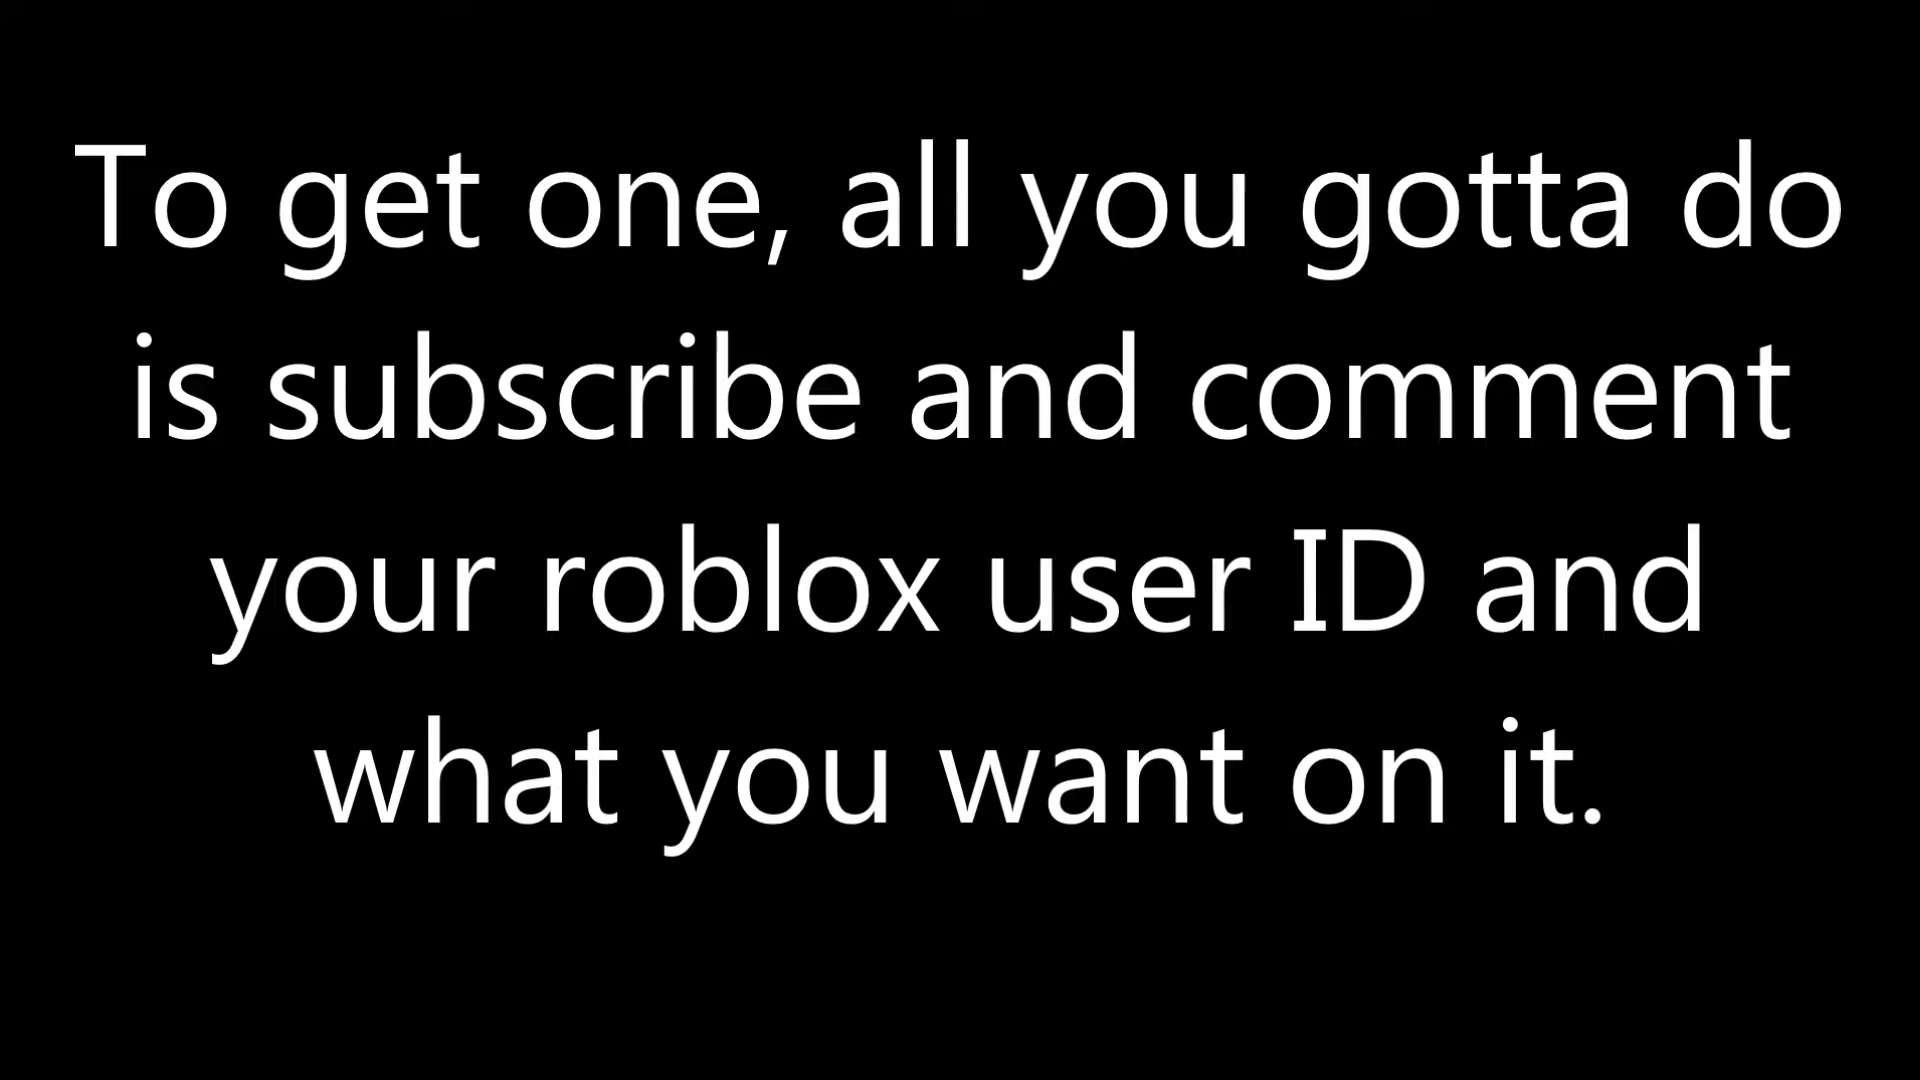 To get one, all you gotta do
is subscribe and comment
your roblox user ID and
what you want on it.